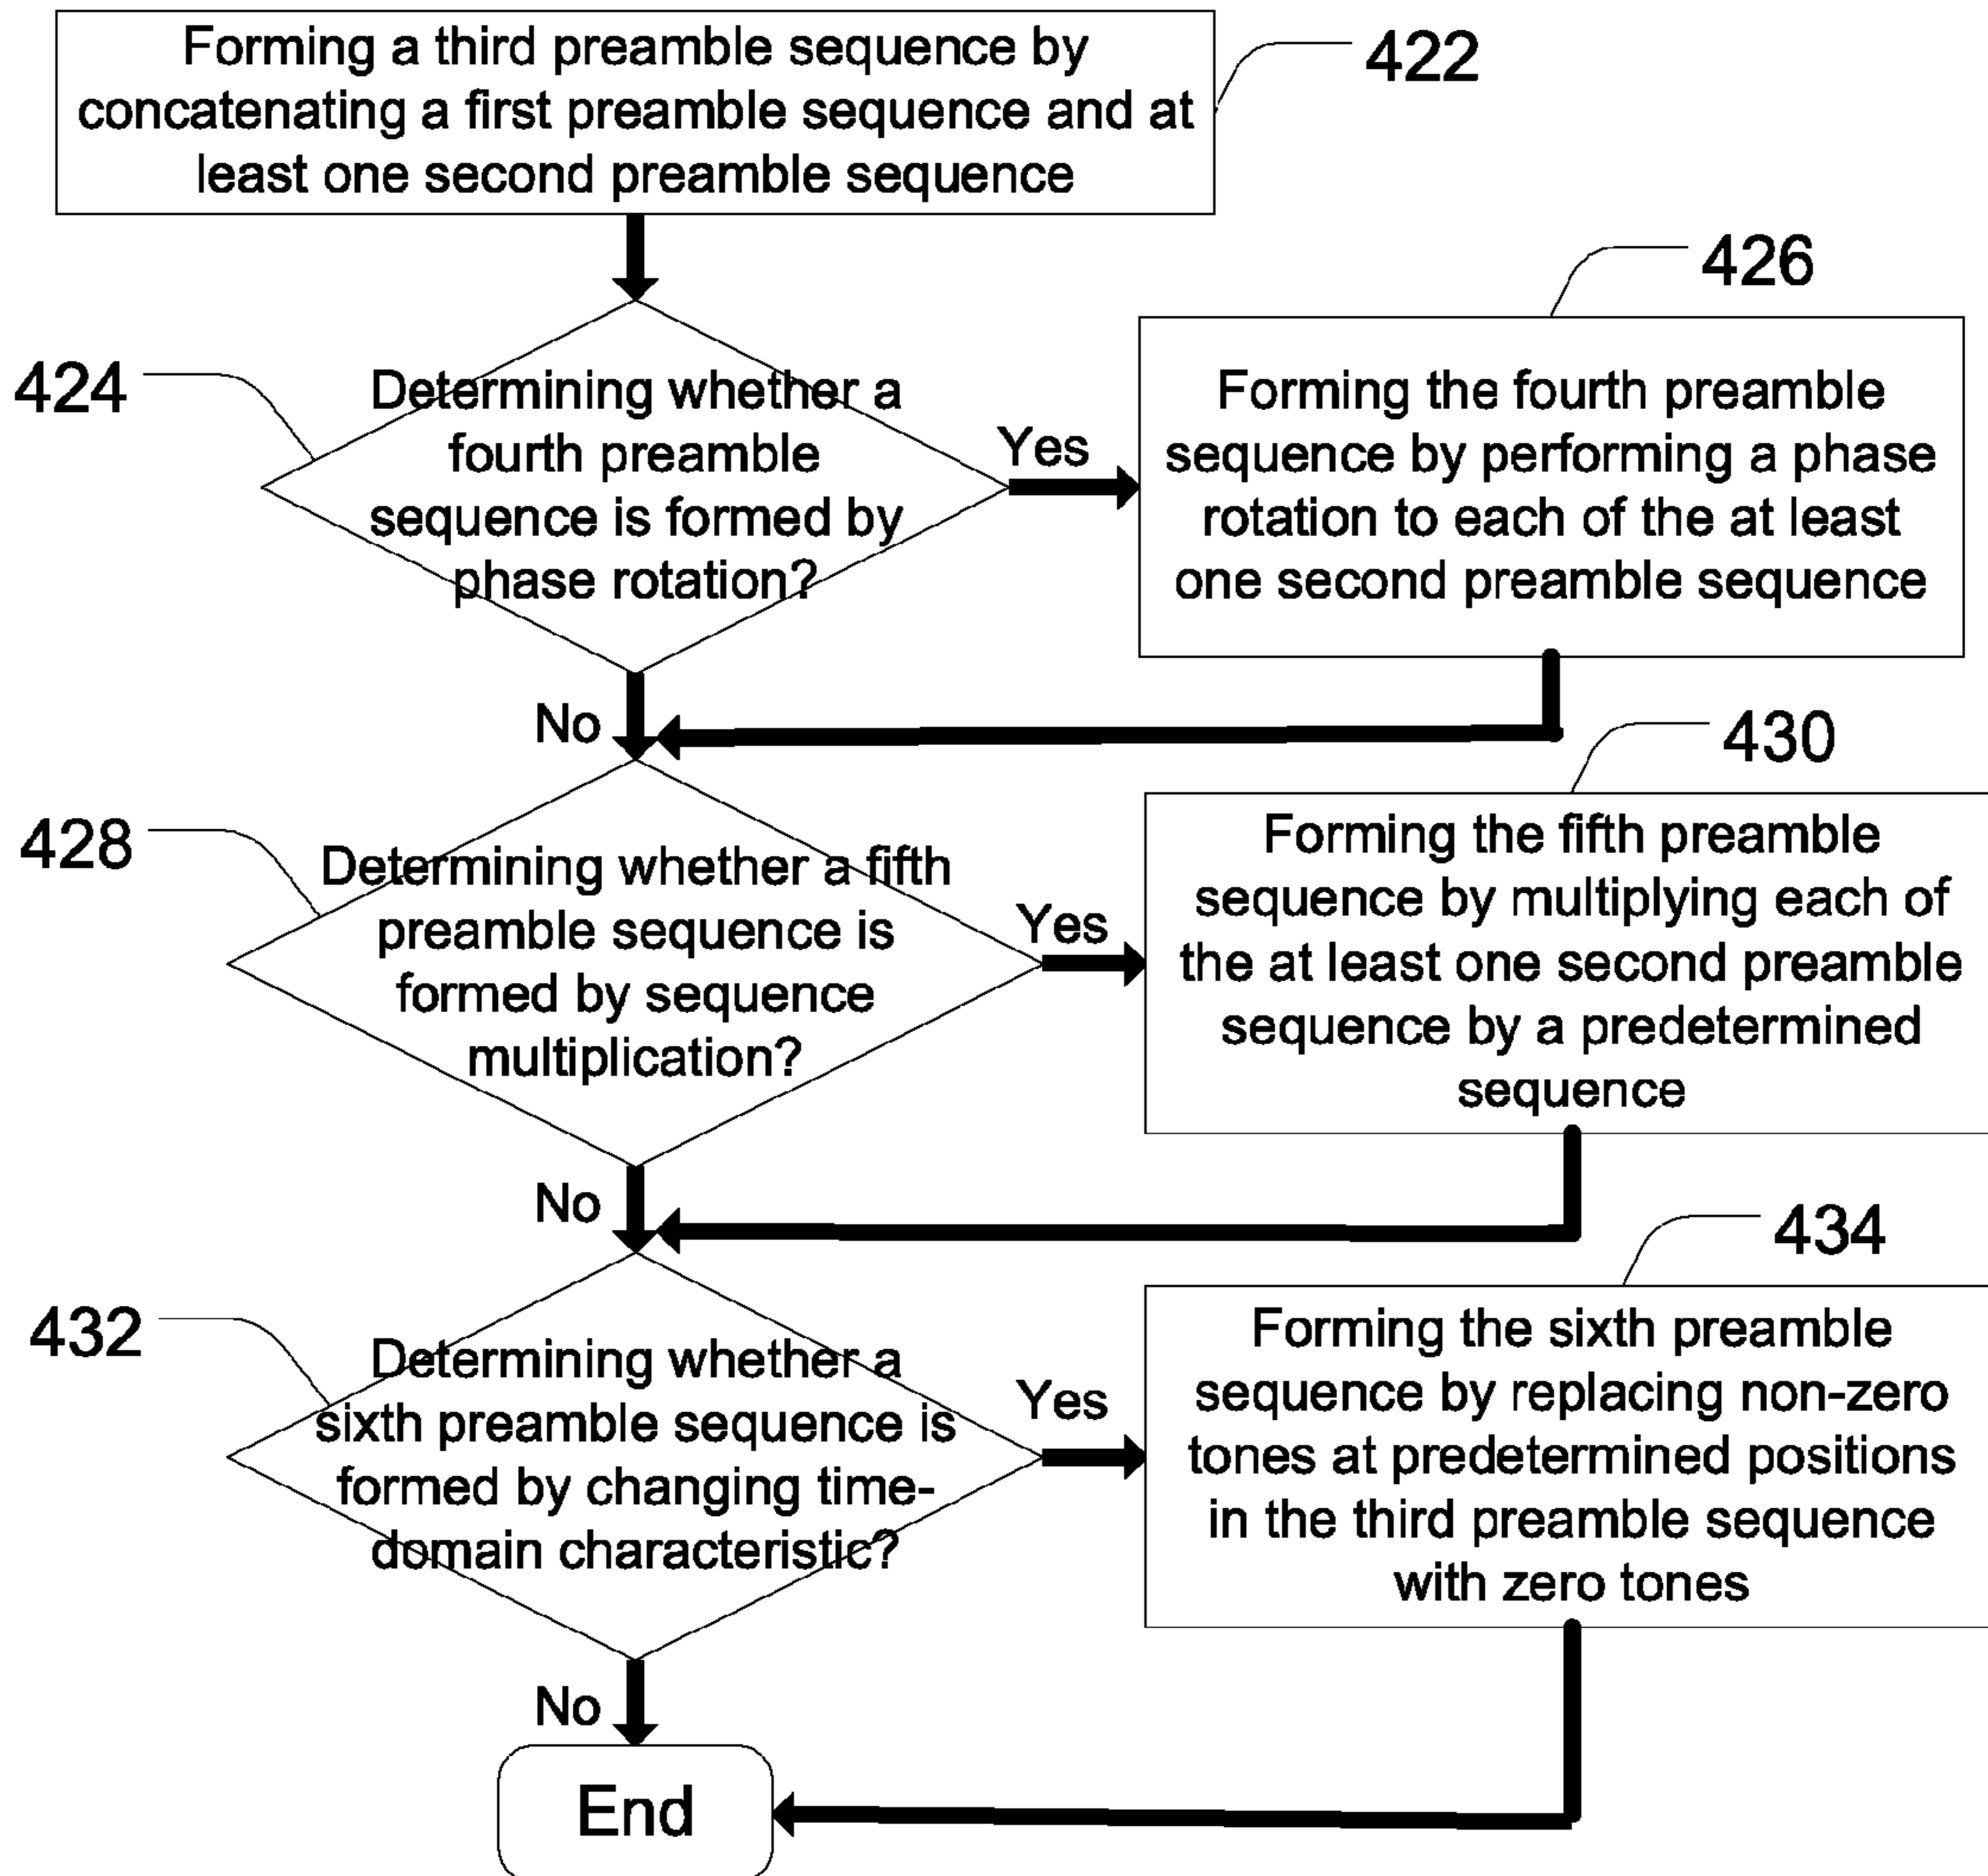 Forming a third preamble sequence by
concatenating a first preamble sequence and at
least one second preamble sequence
422
426
424
Determining whether a
fourth preamble
sequence is formed by
phase rotation?
Yes
Forming the fourth preamble
sequence by performing a phase
rotation to each of the at least
one second preamble sequence
No
430
428
Determining whether a fifth
preamble sequence is
formed by sequence
multiplication?
Yes
Forming the fifth preamble
sequence by multiplying each of
the at least one second preamble
sequence by a predetermined
sequence
No
434
432
Determining whether a
sixth preamble sequence is
formed by changing time-
domain characteristic?
Yes
Forming the sixth preamble
sequence by replacing non-zero
tones at predetermined positions
in the third preamble sequence
with zero tones
No
End